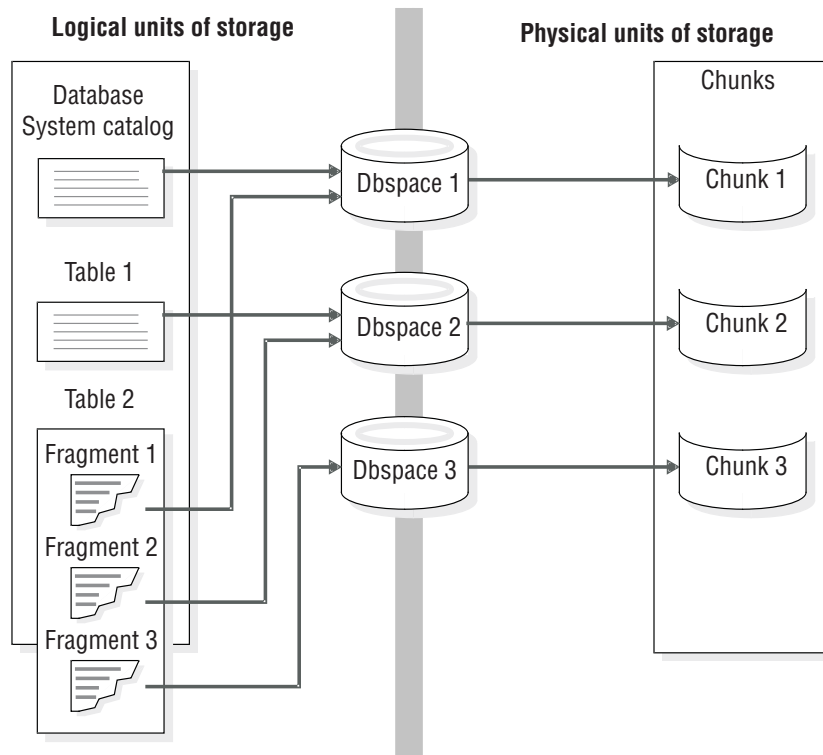 Logical units of storage
Physical units of storage
Database
System catalog
Table 1
Table 2
Fragment 1
Fragment 2
Fragment 3
Dbspace 1
Dbspace 2
Dbspace 3
Chunks
Chunk 1
Chunk 2
Chunk 3